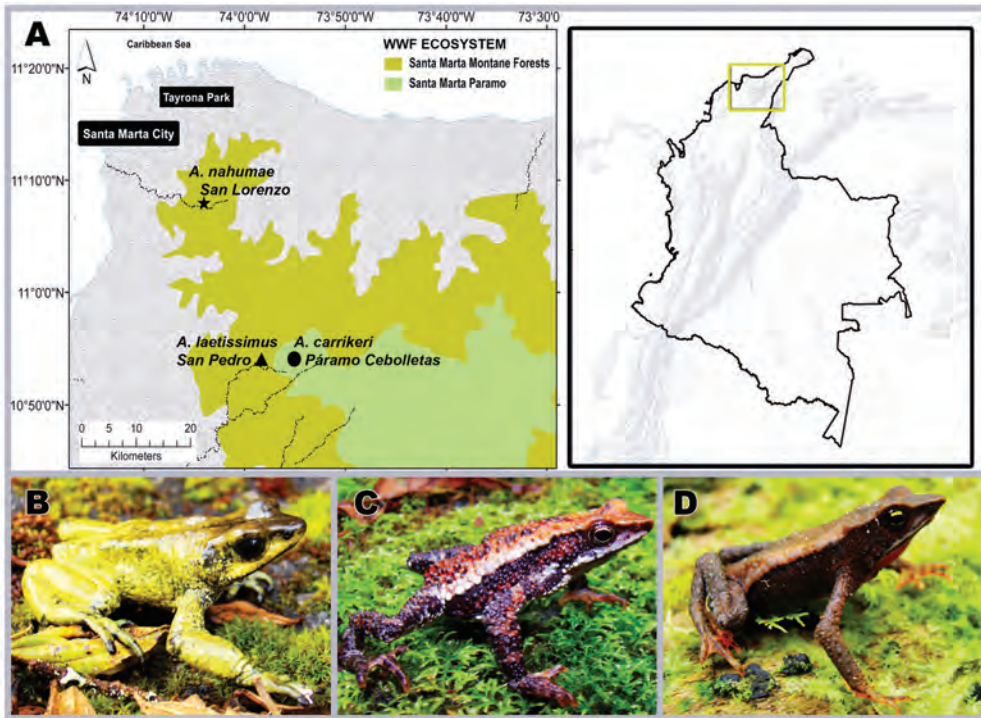 74°10'0"W 74°00'0"W 73°50'0"W 73°40'0"W 73°30'0"
A
Caribbean Sea
N
WWF ECOSYSTEM
Santa Marta Montane Forests
Santa Marta Paramo
11°20'0"N
Tayrona Park
Santa Marta City
11°10'0"N
A. nahumae
San Lorenzo
11°0'0"N
A. laetissimus
San Pedro
A. carrikeri
Páramo Cebolletas
10°50'0"N
0 5 10 20
Kilometers
B
C
D